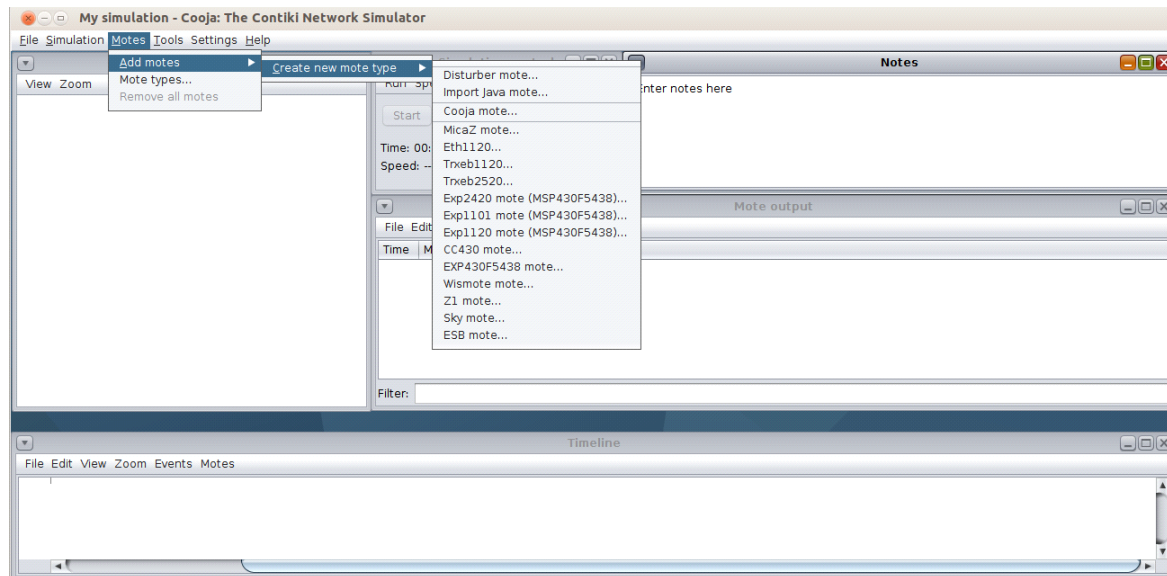 My simulation - Cooja: The Contiki Network Simulator
File Simulation Motes Tools Settings Help
Add motes
Mote types...
Remove all motes
Create new mote type
Disturber mote...
Import Java mote...
Cooja mote...
MicaZ mote...
Eth1120...
Trxeb1120...
Trxeb2520...
Exp2420 mote (MSP430F5438)...
Exp1101 mote (MSP430F5438)...
Exp1120 mote (MSP430F5438)...
CC430 mote...
EXP430F5438 mote...
Wismote mote...
Z1 mote...
Sky mote...
ESB mote...
View Zoom
Run
Start
Time: 00:
Speed: --
Notes
Enter notes here
Mote output
File Edit
Time
Filter:
Timeline
File Edit View Zoom Events Motes